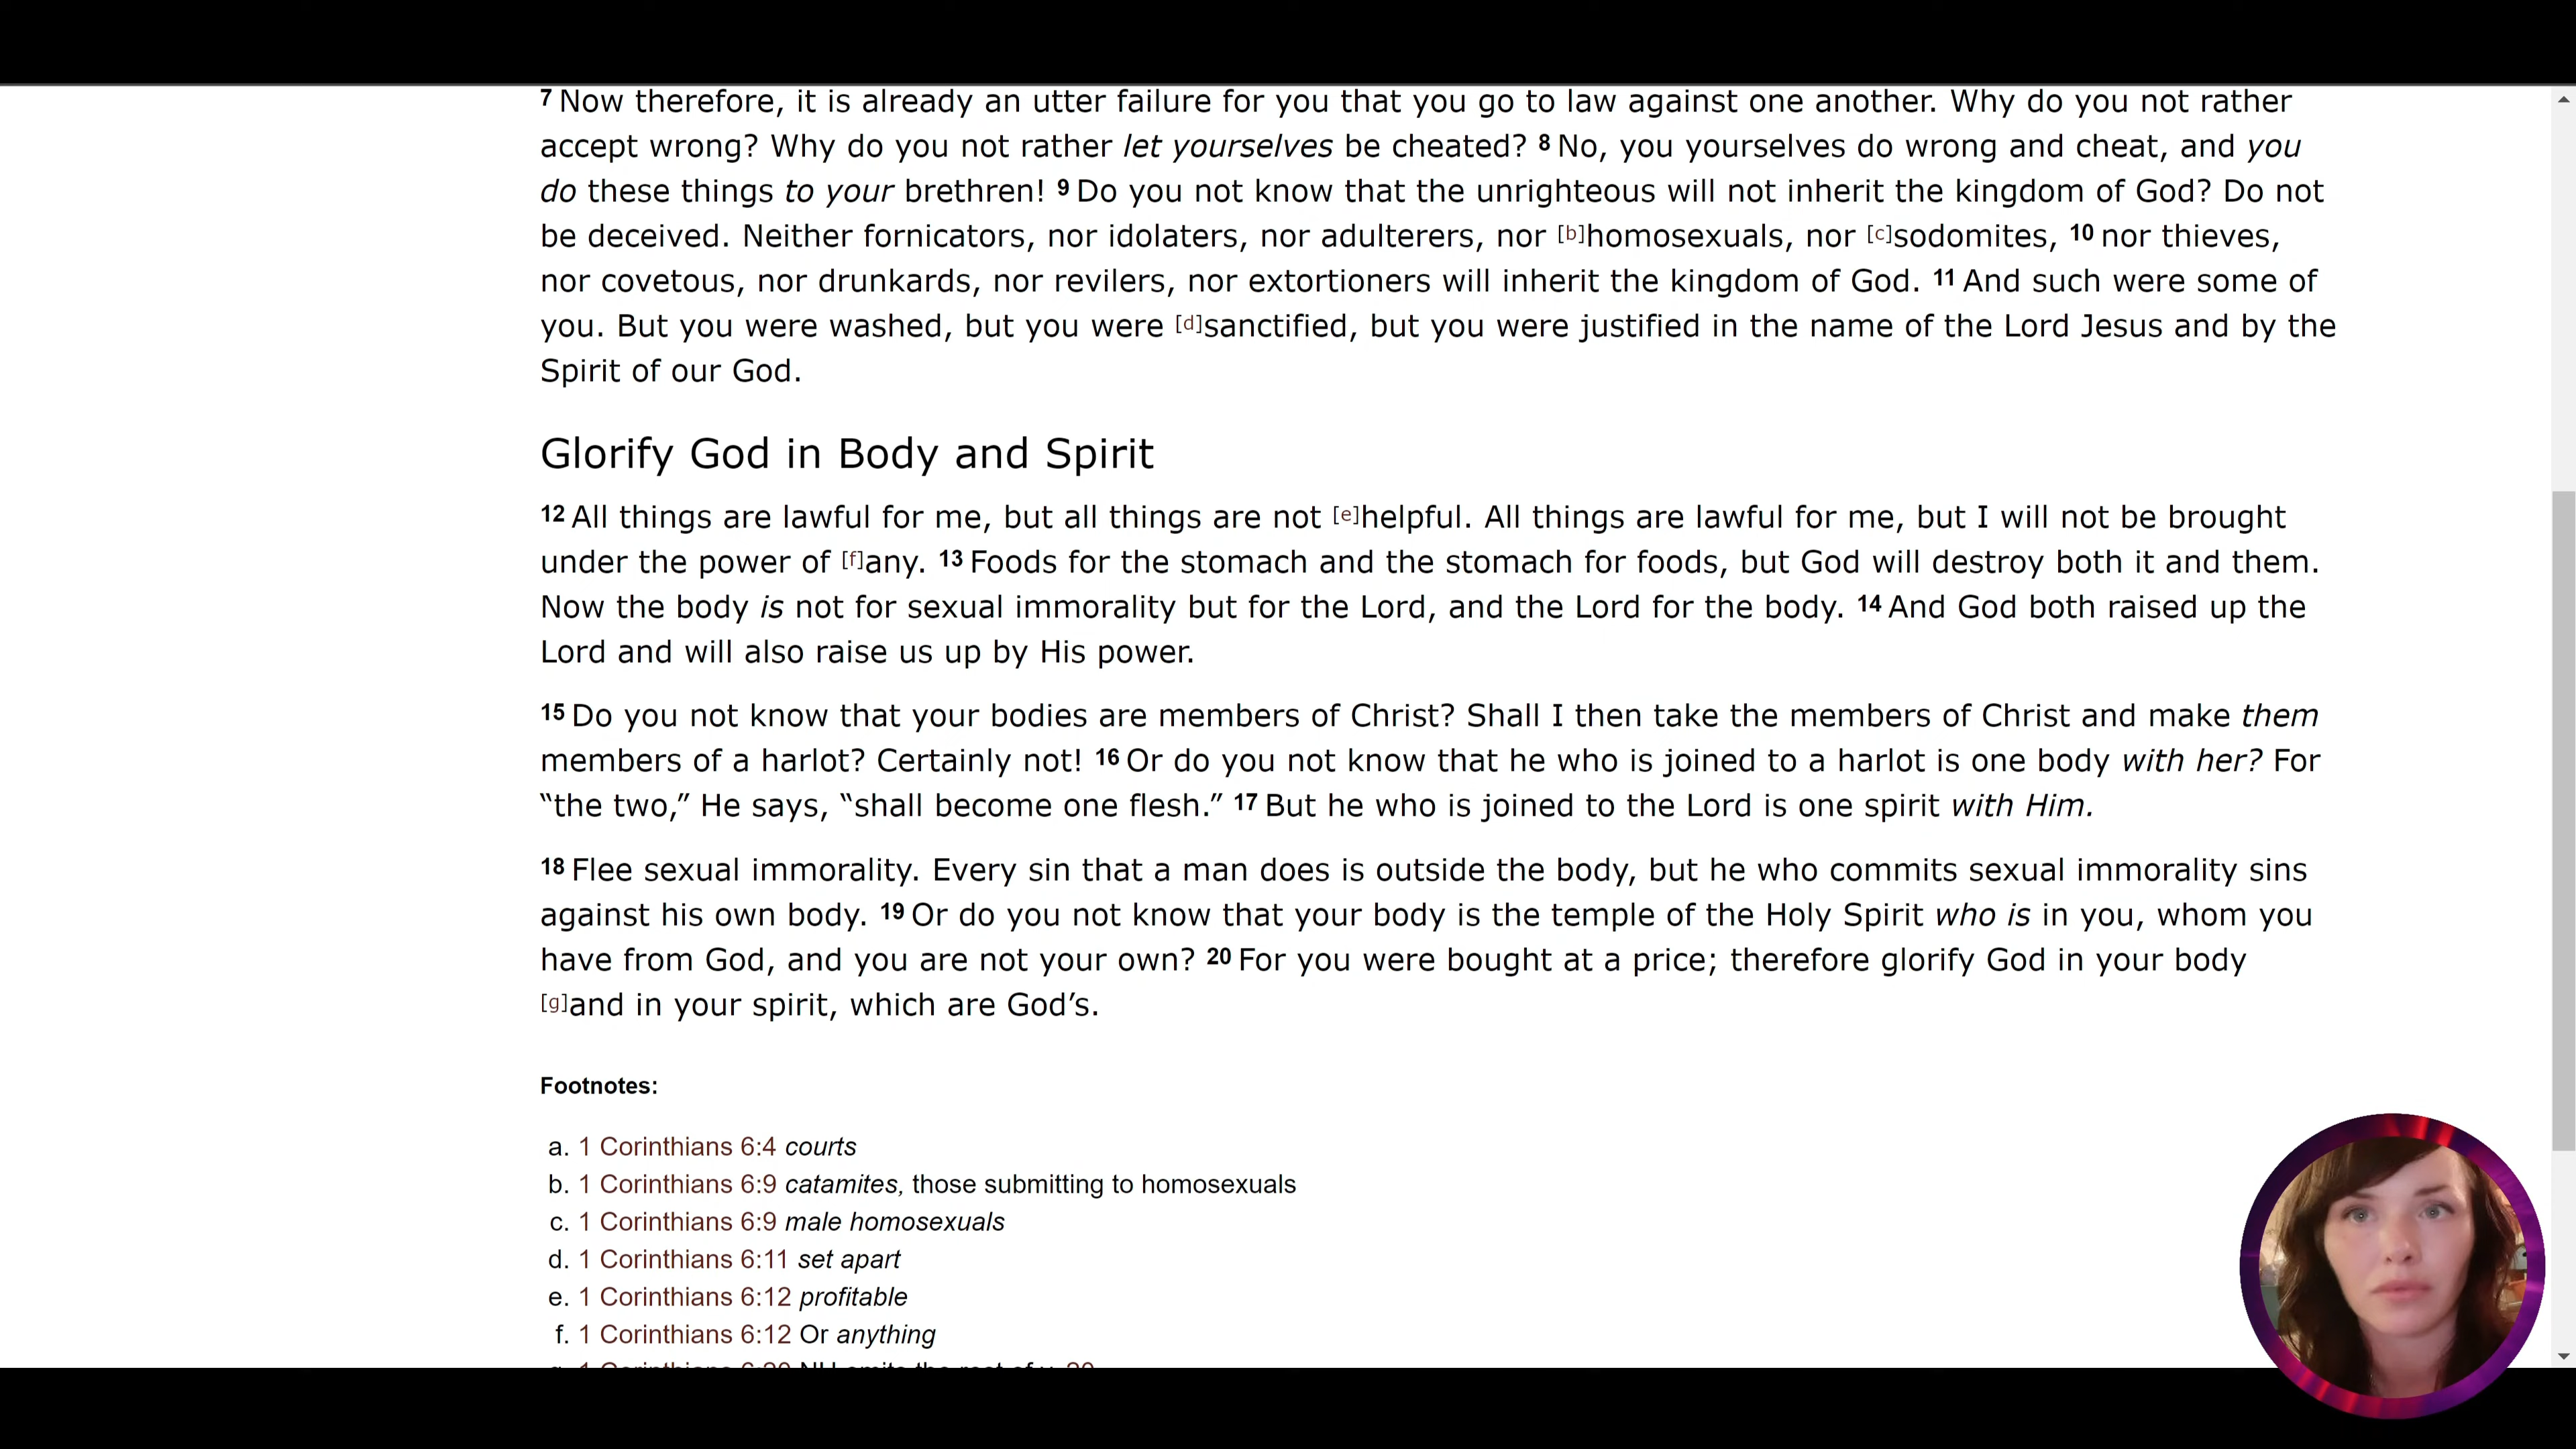 7 Now therefore, it is already an utter failure for you that you go to law against one another. Why do you not rather
accept wrong? Why do you not rather let yourselves be cheated? 8 No, you yourselves do wrong and cheat, and you
do these things to your brethren! 9 Do you not know that the unrighteous will not inherit the kingdom of God? Do not
be deceived. Neither fornicators, nor idolaters, nor adulterers, nor [b]homosexuals, nor [c]sodomites, 10 nor thieves,
nor covetous, nor drunkards, nor revilers, nor extortioners will inherit the kingdom of God. 11 And such were some of
you. But you were washed, but you were [d]sanctified, but you were justified in the name of the Lord Jesus and by the
Spirit of our God.
Glorify God in Body and Spirit
12 All things are lawful for me, but all things are not [e]helpful. All things are lawful for me, but I will not be brought
under the power of [f]any. 13 Foods for the stomach and the stomach for foods, but God will destroy both it and them.
Now the body is not for sexual immorality but for the Lord, and the Lord for the body. 14 And God both raised up the
Lord and will also raise us up by His power.
15 Do you not know that your bodies are members of Christ? Shall I then take the members of Christ and make them
members of a harlot? Certainly not! 16 Or do you not know that he who is joined to a harlot is one body with her? For
“the two,” He says, “shall become one flesh.” 17 But he who is joined to the Lord is one spirit with Him.
18 Flee sexual immorality. Every sin that a man does is outside the body, but he who commits sexual immorality sins
against his own body. 19 Or do you not know that your body is the temple of the Holy Spirit who is in you, whom you
have from God, and you are not your own? 20 For you were bought at a price; therefore glorify God in your body
[g]and in your spirit, which are God’s.
Footnotes:
a. 1 Corinthians 6:4 courts
b. 1 Corinthians 6:9 catamites, those submitting to homosexuals
c. 1 Corinthians 6:9 male homosexuals
d. 1 Corinthians 6:11 set apart
e. 1 Corinthians 6:12 profitable
f. 1 Corinthians 6:12 Or anything
1 Corinthians 6:20 NU omits the rest of v. 20